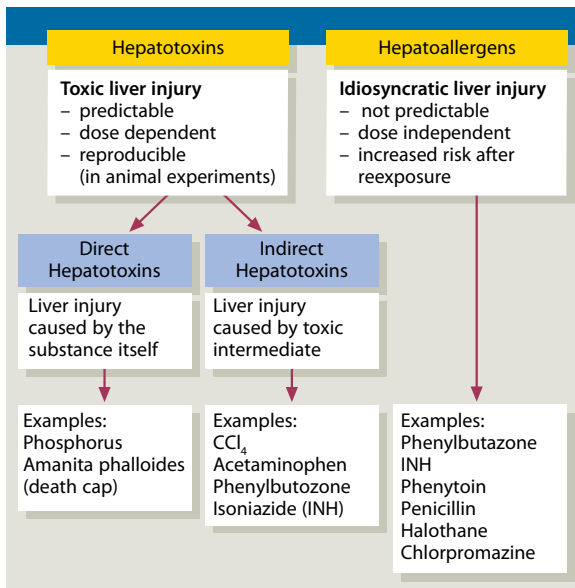 Hepatotoxins
Toxic liver injury
– predictable
– dose dependent
– reproducible
(in animal experiments)
Hepatoallergens
Idiosyncratic liver injury
– not predictable
– dose independent
– increased risk after
reexposure
Direct
Hepatotoxins
Liver injury
caused by the
substance itself
Examples:
Phosphorus
Amanita phalloides
(death cap)
Indirect
Hepatotoxins
Liver injury
caused by toxic
intermediate
Examples:
CCl₄
Acetaminophen
Phenylbutozone
Isoniazide (INH)
Examples:
Phenylbutazone
INH
Phenytoin
Penicillin
Halothane
Chlorpromazine